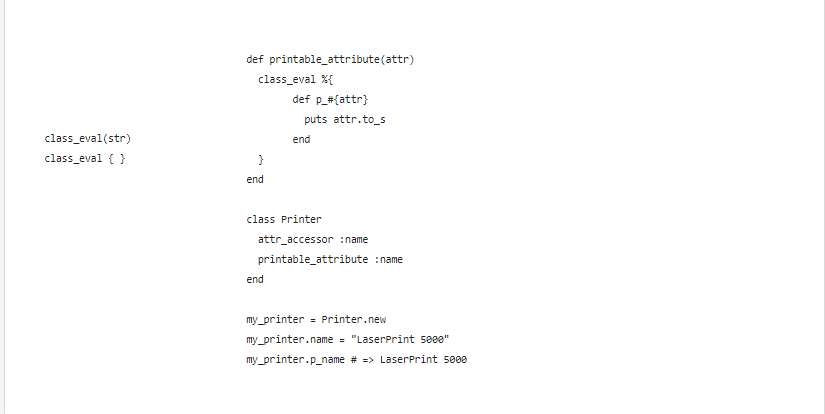 class_eval(str)
class_eval { }
def printable_attribute(attr)
  class_eval %{
        def p_#{attr}
          puts attr.to_s
        end
  }
end
class Printer
  attr_accessor :name
  printable_attribute :name
end
my_printer = Printer.new
my_printer.name = "LaserPrint 5000"
my_printer.p_name # => LaserPrint 5000